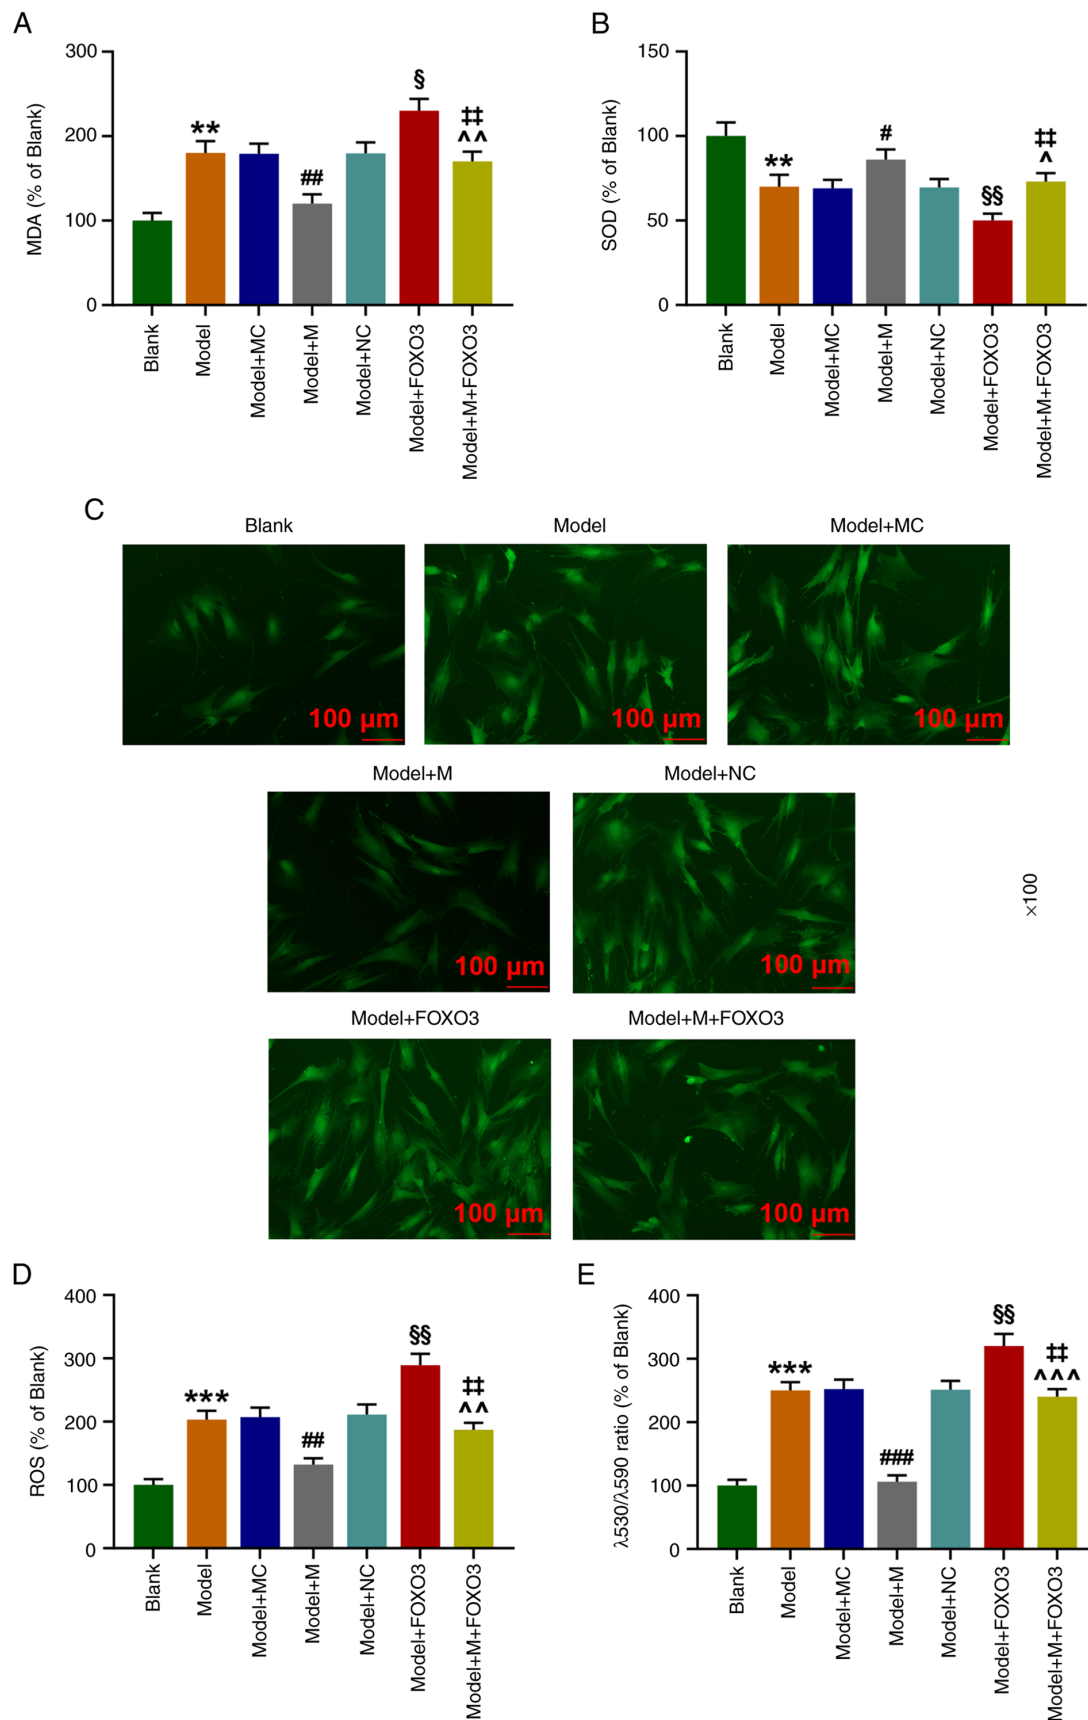 A
MDA (% of Blank)
300
200
100
0
**
##
§
‡‡
^^
Blank
Model
Model+MC
Model+M
Model+NC
Model+FOXO3
Model+M+FOXO3
B
SOD (% of Blank)
150
100
50
0
**
#
§§
‡‡
^
Blank
Model
Model+MC
Model+M
Model+NC
Model+FOXO3
Model+M+FOXO3
C
Blank
Model
Model+MC
100 µm
100 µm
100 µm
Model+M
Model+NC
100 µm
100 µm
×100
Model+FOXO3
Model+M+FOXO3
100 µm
100 µm
D
ROS (% of Blank)
400
300
200
100
0
***
##
§§
‡‡
^^
Blank
Model
Model+MC
Model+M
Model+NC
Model+FOXO3
Model+M+FOXO3
E
λ530/λ590 ratio (% of Blank)
400
300
200
100
0
***
###
§§
‡‡
^^^
Blank
Model
Model+MC
Model+M
Model+NC
Model+FOXO3
Model+M+FOXO3